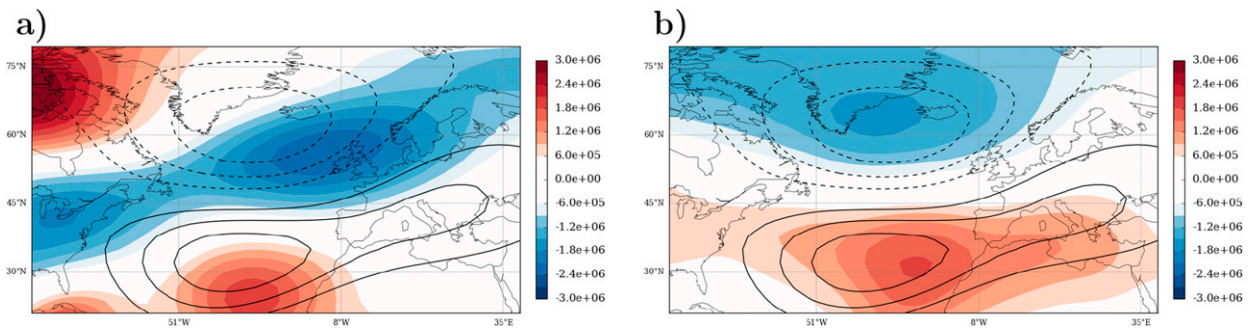 a)
b)
75°N
60°N
45°N
30°N
51°W
8°W
35°E
3.0e+06
2.4e+06
1.8e+06
1.2e+06
6.0e+05
0.0e+00
-6.0e+05
-1.2e+06
-1.8e+06
-2.4e+06
-3.0e+06
75°N
60°N
45°N
30°N
51°W
8°W
35°E
3.0e+06
2.4e+06
1.8e+06
1.2e+06
6.0e+05
0.0e+00
-6.0e+05
-1.2e+06
-1.8e+06
-2.4e+06
-3.0e+06